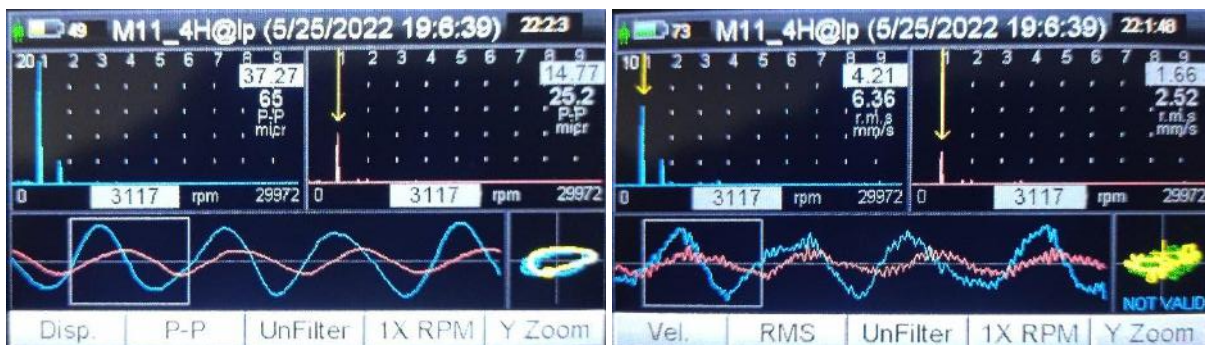 49 M11_4H@lp (5/25/2022 19:6:39) 22:2:3
20 1 2 3 4 5 6 7 8 9
37.27
65
P-P
micr
0 3117 rpm 29972
1 2 3 4 5 6 7 8 9
14.77
25.2
P-P
micr
0 3117 rpm 29972
Disp. P-P UnFilter 1X RPM Y Zoom
73 M11_4H@lp (5/25/2022 19:6:39) 22:1:48
10 1 2 3 4 5 6 7 8 9
4.21
6.36
r.m.s
mm/s
0 3117 rpm 29972
1 2 3 4 5 6 7 8 9
1.66
2.52
r.m.s
mm/s
0 3117 rpm 29972
NOT VALID
Vel. RMS UnFilter 1X RPM Y Zoom